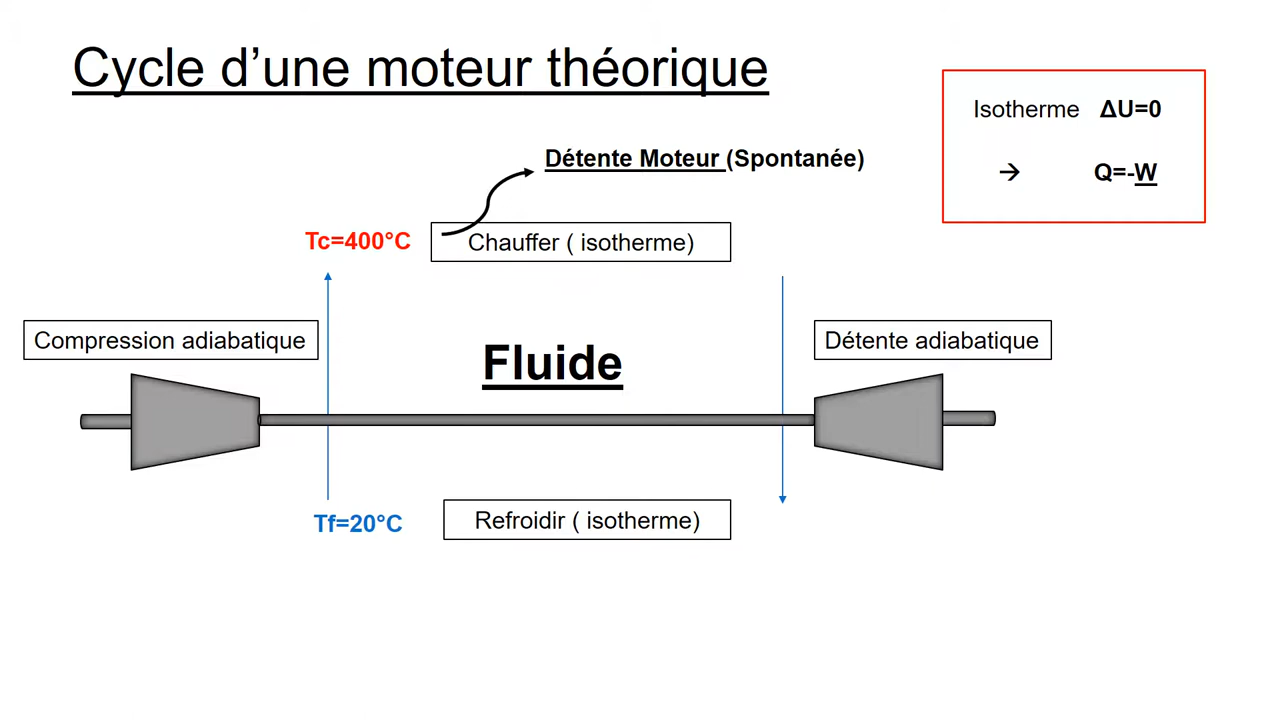 Cycle d’une moteur théorique
Isotherme ΔU=0
→ Q=-W
Détente Moteur (Spontanée)
Tc=400°C
Chauffer ( isotherme)
Compression adiabatique
Détente adiabatique
Fluide
Tf=20°C
Refroidir ( isotherme)